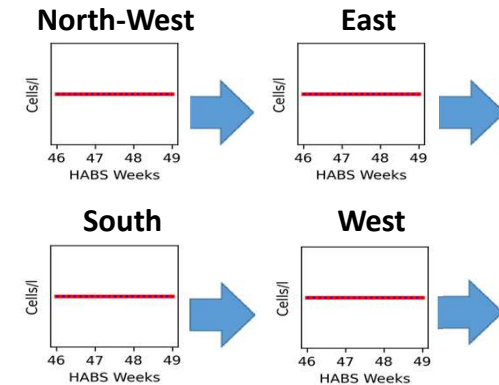 North-West
East
Cells/l
46 47 48 49
HABS Weeks
Cells/l
46 47 48 49
HABS Weeks
South
West
Cells/l
46 47 48 49
HABS Weeks
Cells/l
46 47 48 49
HABS Weeks